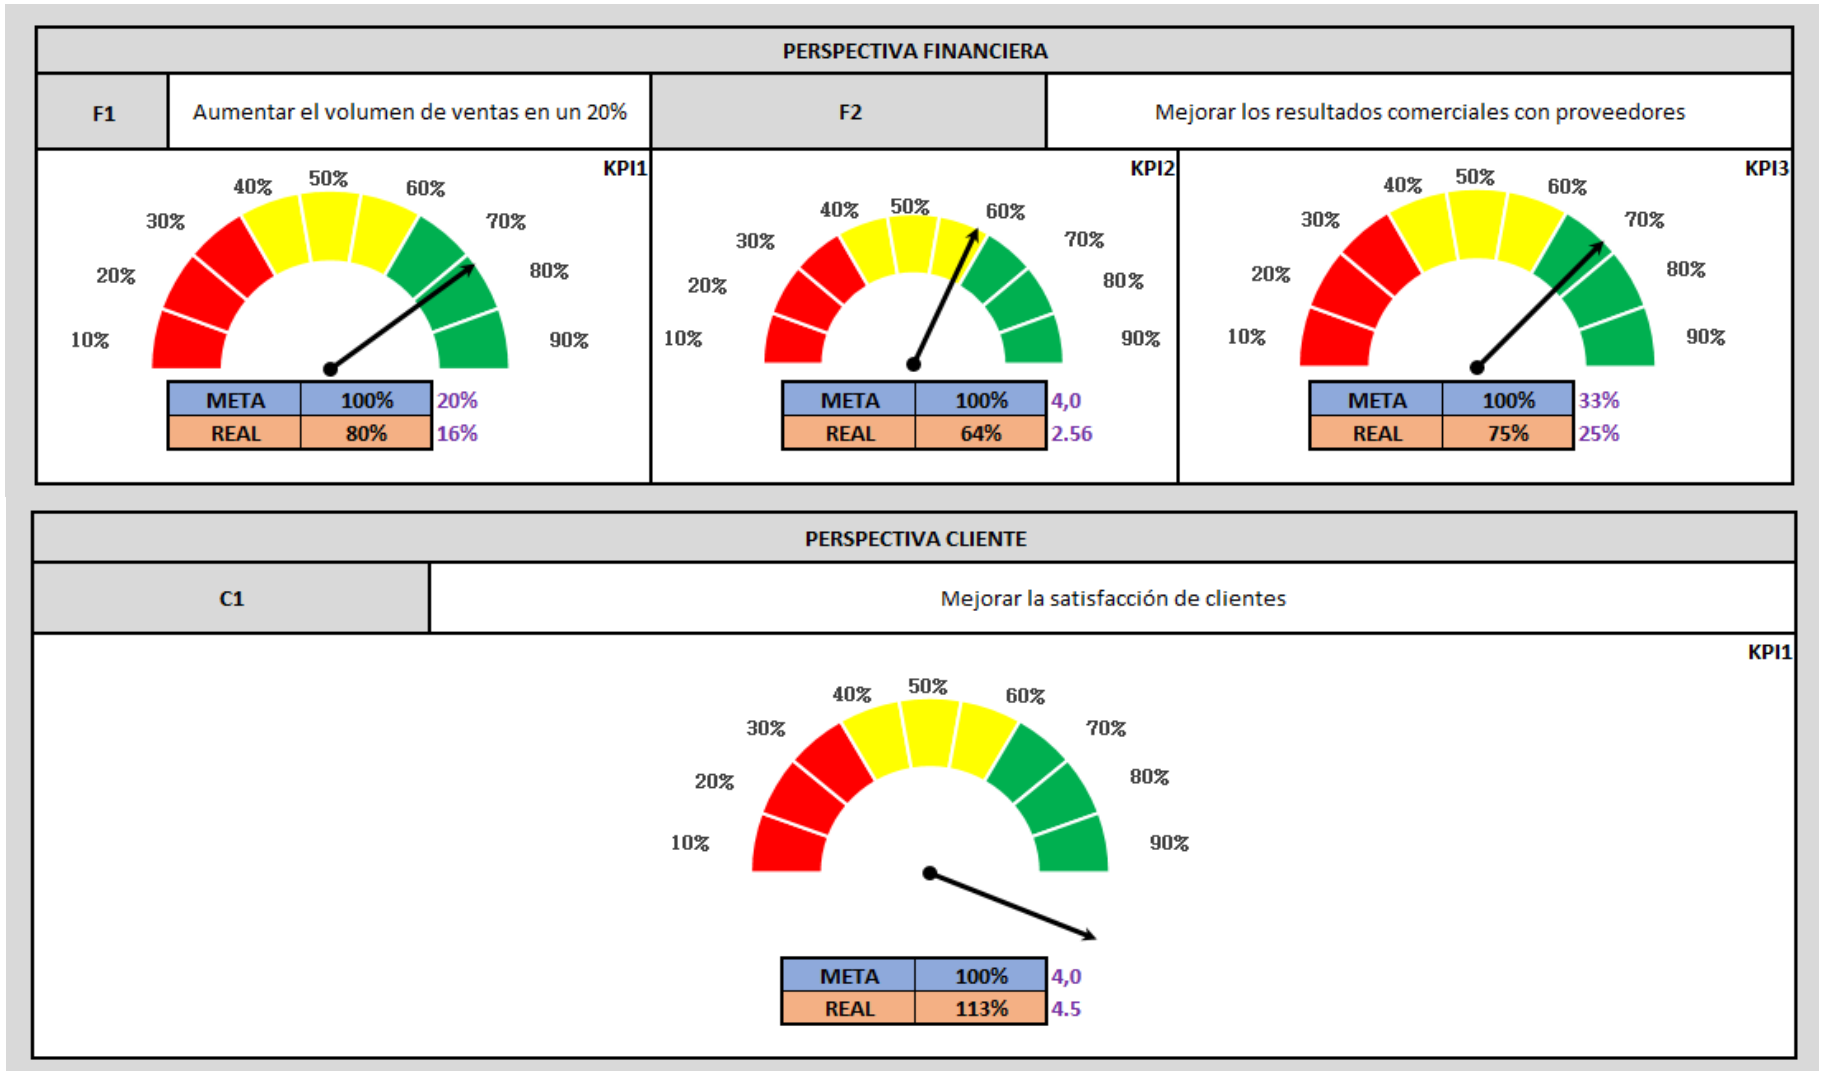 PERSPECTIVA FINANCIERA
F1 Aumentar el volumen de ventas en un 20% F2 Mejorar los resultados comerciales con proveedores
KPI1
10% 20% 30% 40% 50% 60% 70% 80% 90%
META 100% 20%
REAL 80% 16%
KPI2
10% 20% 30% 40% 50% 60% 70% 80% 90%
META 100% 4,0
REAL 64% 2.56
KPI3
10% 20% 30% 40% 50% 60% 70% 80% 90%
META 100% 33%
REAL 75% 25%
PERSPECTIVA CLIENTE
C1 Mejorar la satisfacción de clientes
KPI1
10% 20% 30% 40% 50% 60% 70% 80% 90%
META 100% 4,0
REAL 113% 4.5